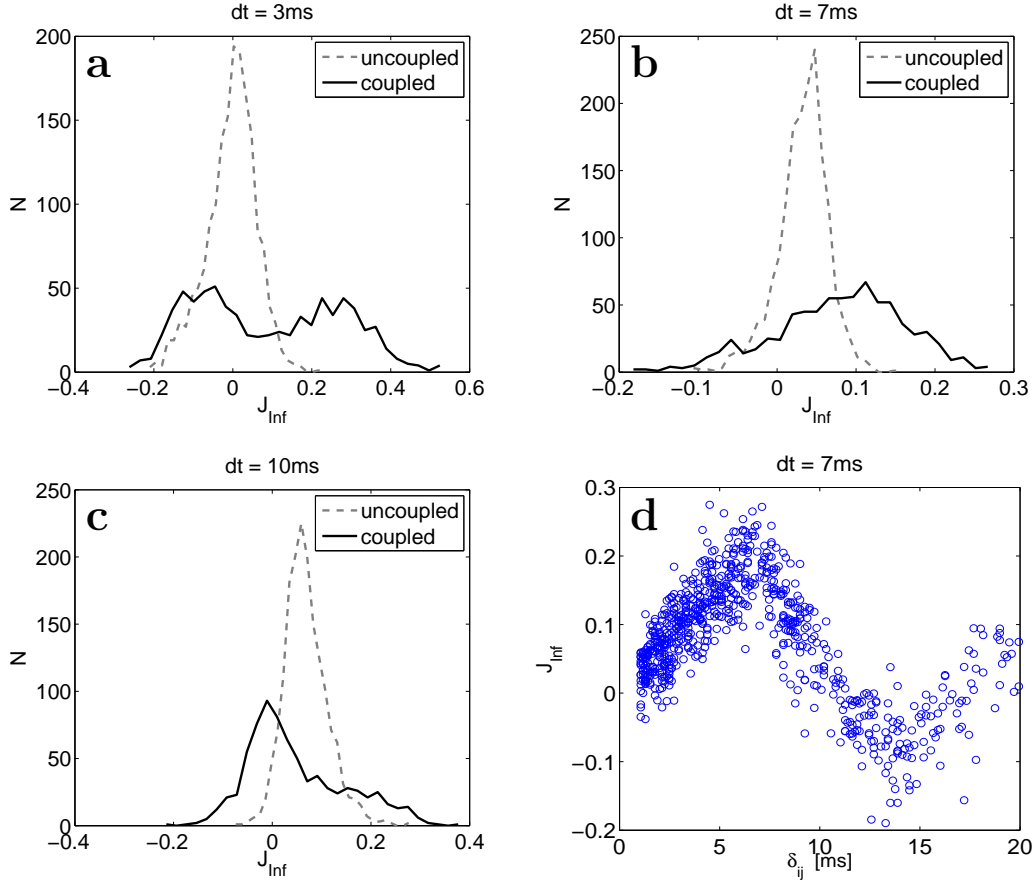 dt = 3ms
a
uncoupled
coupled
N
200
150
100
50
0
−0.4
−0.2
0
0.2
0.4
0.6
J_Inf
dt = 7ms
b
uncoupled
coupled
N
250
200
150
100
50
0
−0.2
−0.1
0
0.1
0.2
0.3
J_Inf
dt = 10ms
c
uncoupled
coupled
N
250
200
150
100
50
0
−0.4
−0.2
0
0.2
0.4
J_Inf
dt = 7ms
d
J_Inf
0.3
0.2
0.1
0
−0.1
−0.2
0
5
10
15
20
δ_ij [ms]